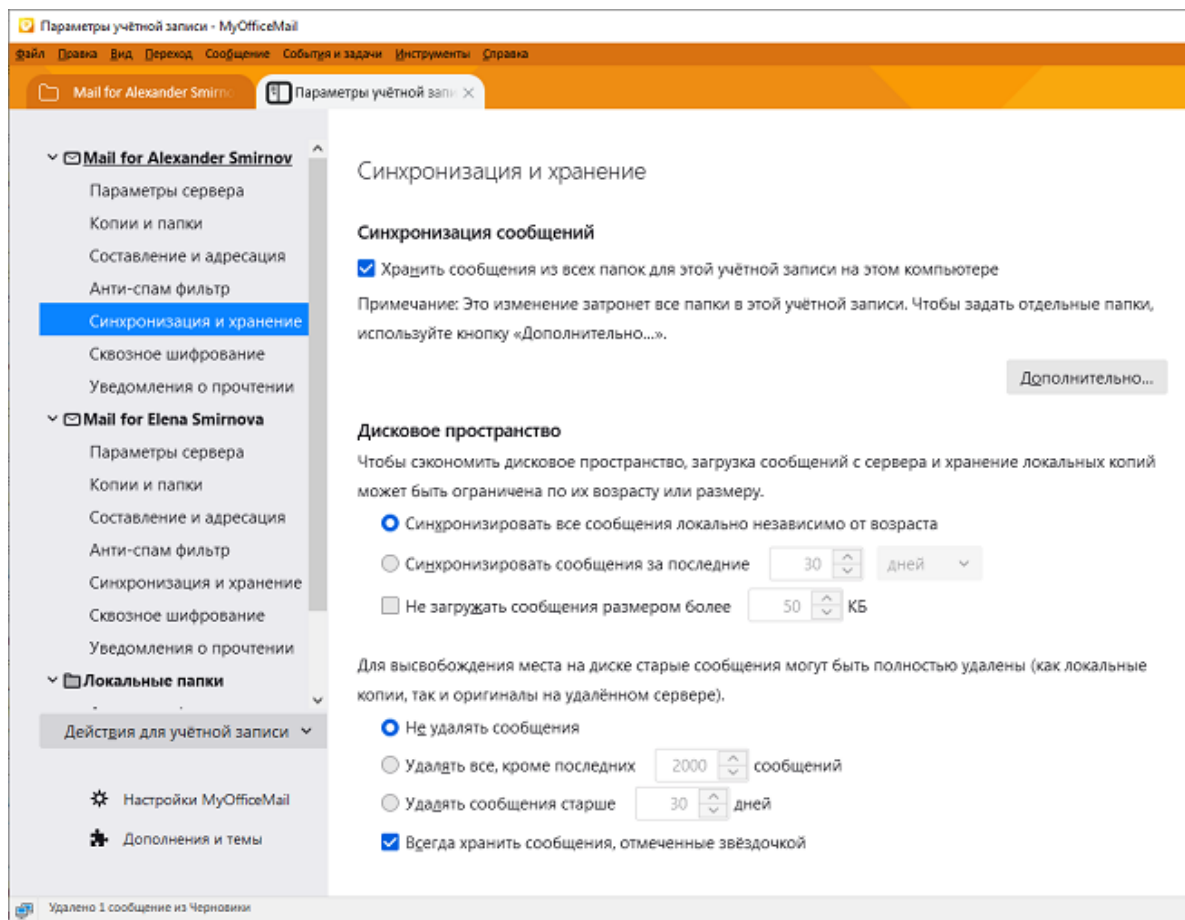 Параметры учётной записи - MyOfficeMail
Файл Правка Вид Переход Сообщение События и задачи Инструменты Справка
Mail for Alexander Smirn
Параметры учётной запи
Mail for Alexander Smirnov
Параметры сервера
Копии и папки
Составление и адресация
Анти-спам фильтр
Синхронизация и хранение
Сквозное шифрование
Уведомления о прочтении
Mail for Elena Smirnova
Параметры сервера
Копии и папки
Составление и адресация
Анти-спам фильтр
Синхронизация и хранение
Сквозное шифрование
Уведомления о прочтении
Локальные папки
Действия для учётной записи
Настройки MyOfficeMail
Дополнения и темы
Синхронизация и хранение
Синхронизация сообщений
Хранить сообщения из всех папок для этой учётной записи на этом компьютере
Примечание: Это изменение затронет все папки в этой учётной записи. Чтобы задать отдельные папки,
используйте кнопку «Дополнительно...».
Дополнительно...
Дисковое пространство
Чтобы сэкономить дисковое пространство, загрузка сообщений с сервера и хранение локальных копий
может быть ограничена по их возрасту или размеру.
Синхронизировать все сообщения локально независимо от возраста
Синхронизировать сообщения за последние 30 дней
Не загружать сообщения размером более 50 КБ
Для высвобождения места на диске старые сообщения могут быть полностью удалены (как локальные
копии, так и оригиналы на удалённом сервере).
Не удалять сообщения
Удалять все, кроме последних 2000 сообщений
Удалять сообщения старше 30 дней
Всегда хранить сообщения, отмеченные звёздочкой
Удалено 1 сообщение из Черновики